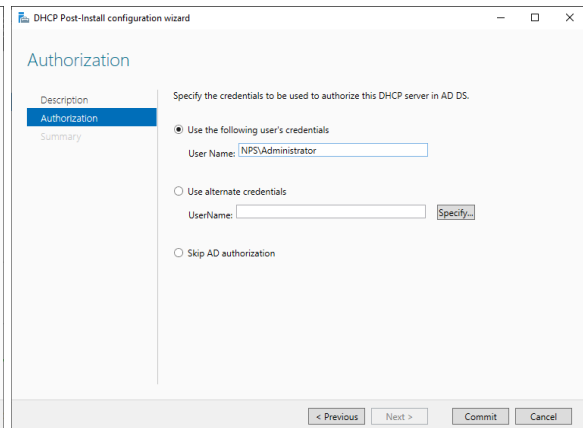 DHCP Post-Install configuration wizard
Authorization
Description
Authorization
Summary
Specify the credentials to be used to authorize this DHCP server in AD DS.
Use the following user's credentials
User Name: NPS\Administrator
Use alternate credentials
UserName:
Specify...
Skip AD authorization
< Previous
Next >
Commit
Cancel